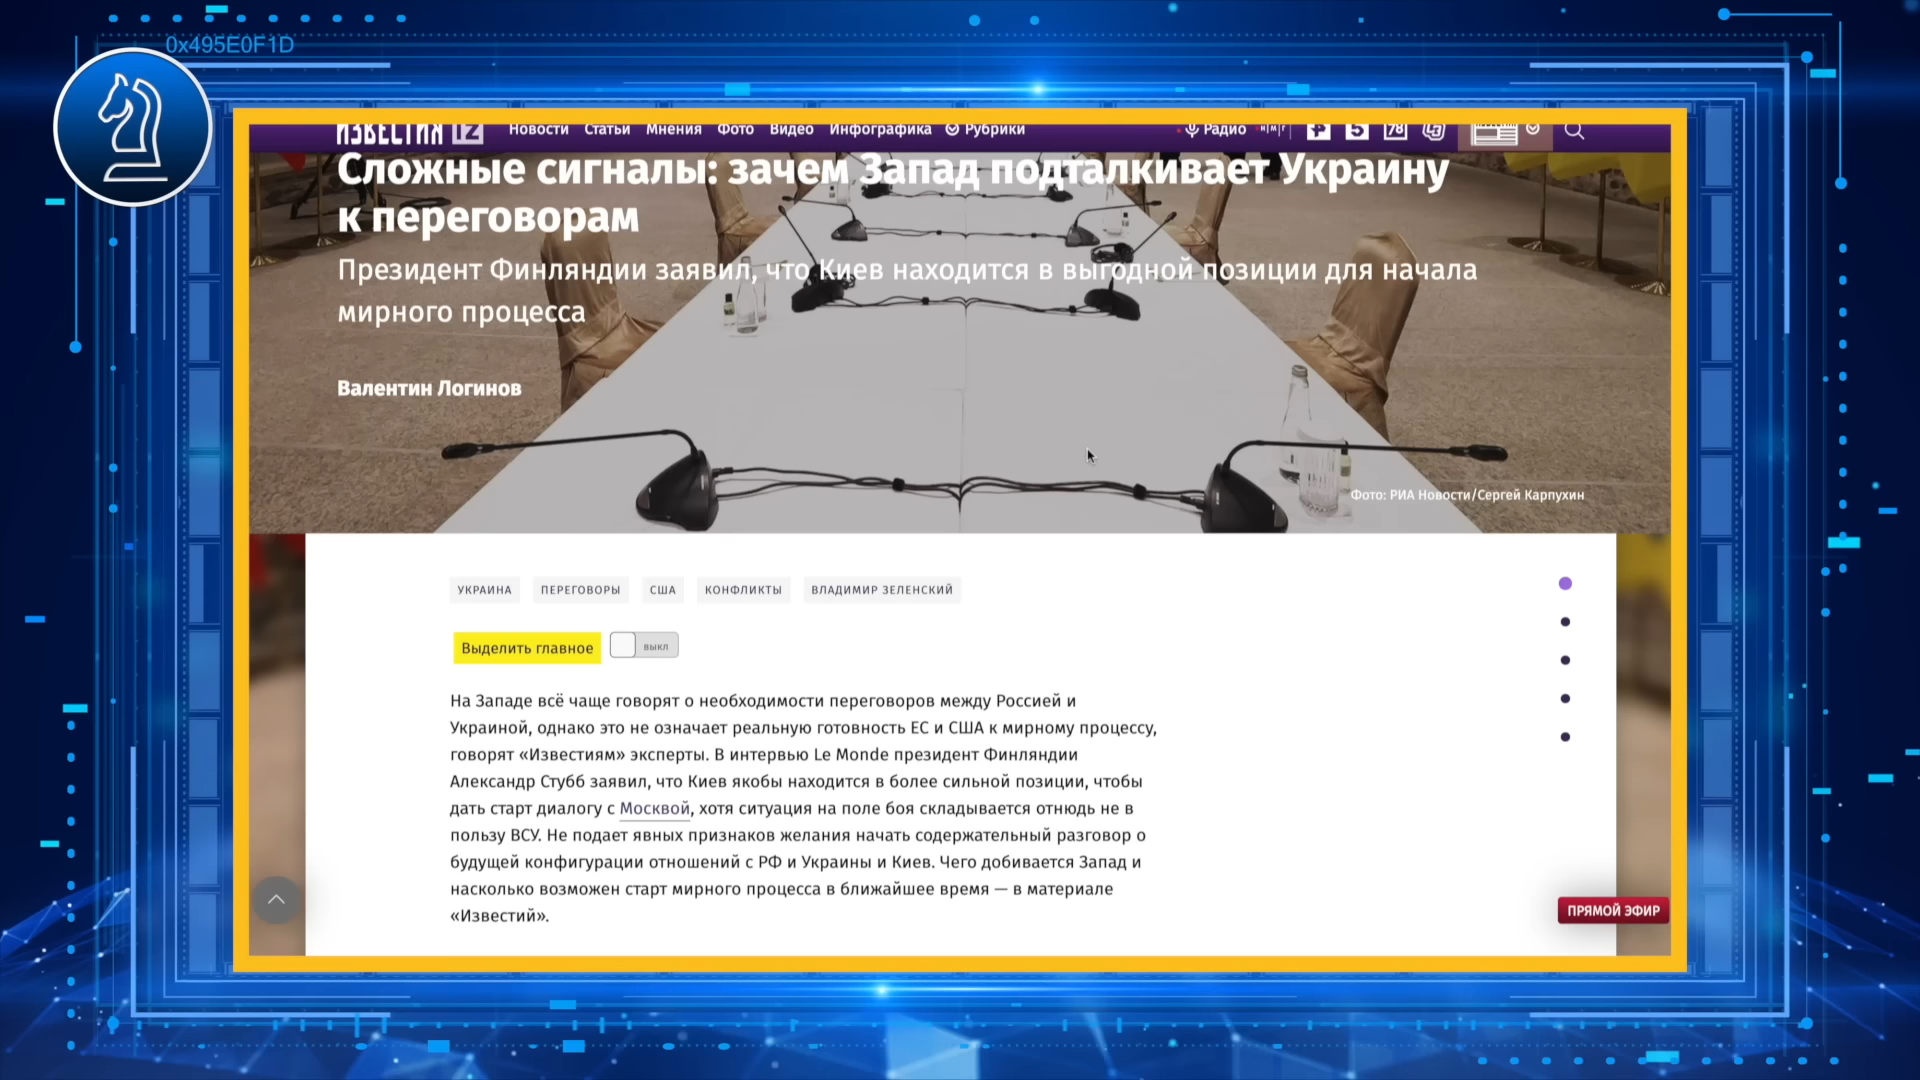 0x495E0F1D
ИЗВЕСТИЯ IZ Новости Статьи Мнения Фото Видео Инфографика Рубрики Радио 5 78
Сложные сигналы: зачем Запад подталкивает Украину
к переговорам
Президент Финляндии заявил, что Киев находится в выгодной позиции для начала
мирного процесса
Валентин Логинов
Фото: РИА Новости/Сергей Карпухин
УКРАИНА ПЕРЕГОВОРЫ США КОНФЛИКТЫ ВЛАДИМИР ЗЕЛЕНСКИЙ
Выделить главное выкл
На Западе всё чаще говорят о необходимости переговоров между Россией и
Украиной, однако это не означает реальную готовность ЕС и США к мирному процессу,
говорят «Известиям» эксперты. В интервью Le Monde президент Финляндии
Александр Стубб заявил, что Киев якобы находится в более сильной позиции, чтобы
дать старт диалогу с Москвой, хотя ситуация на поле боя складывается отнюдь не в
пользу ВСУ. Не подает явных признаков желания начать содержательный разговор о
будущей конфигурации отношений с РФ и Украины и Киев. Чего добивается Запад и
насколько возможен старт мирного процесса в ближайшее время — в материале
«Известий».
ПРЯМОЙ ЭФИР